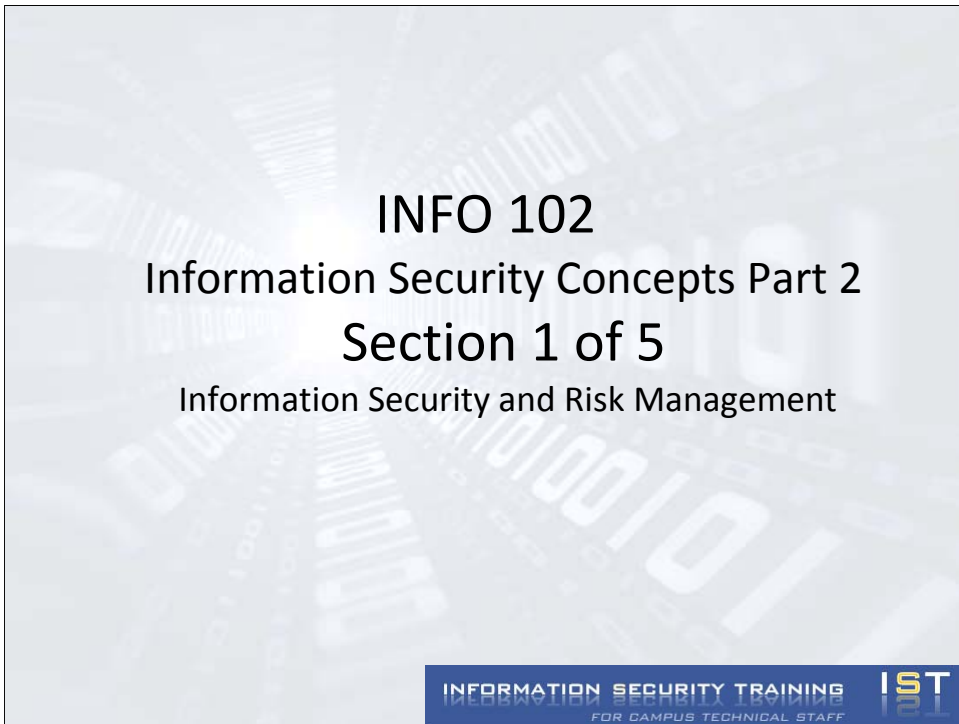 INFO 102
Information Security Concepts Part 2
Section 1 of 5
Information Security and Risk Management
INFORMATION SECURITY TRAINING
IST
FOR CAMPUS TECHNICAL STAFF